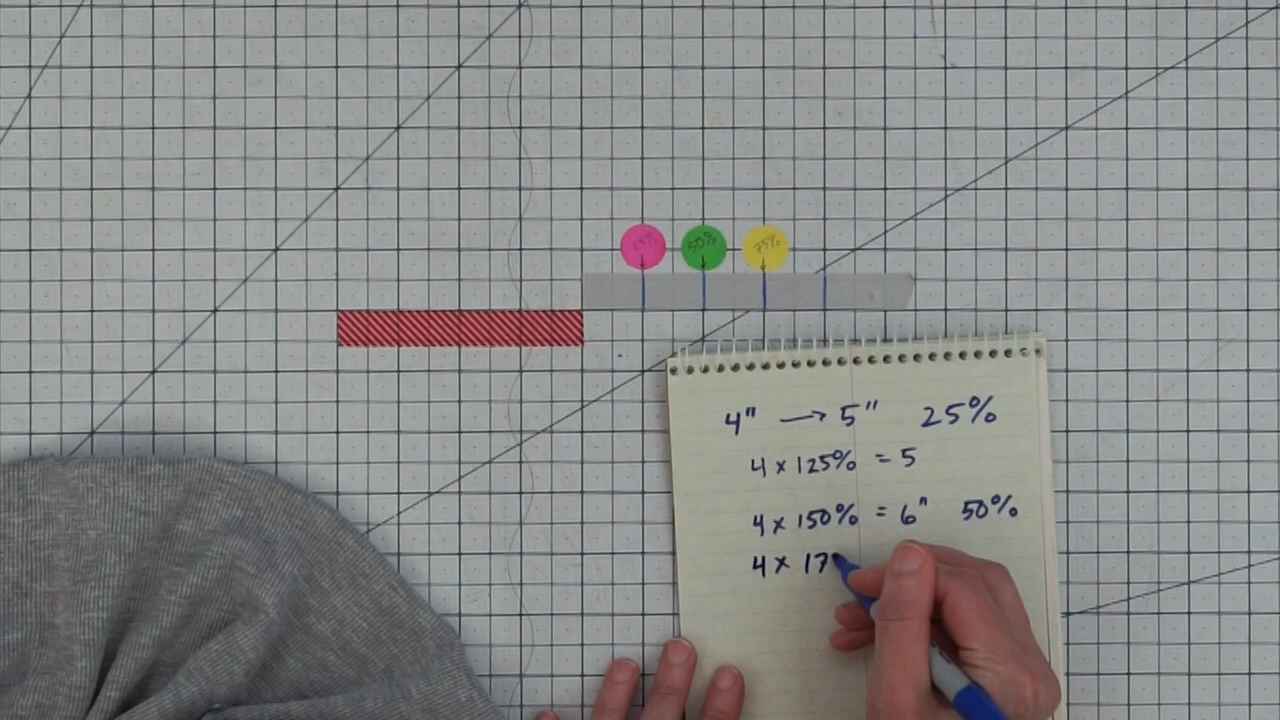 25% 50% 75%
4" → 5" 25%
4 x 125% = 5
4 x 150% = 6" 50%
4 x 17